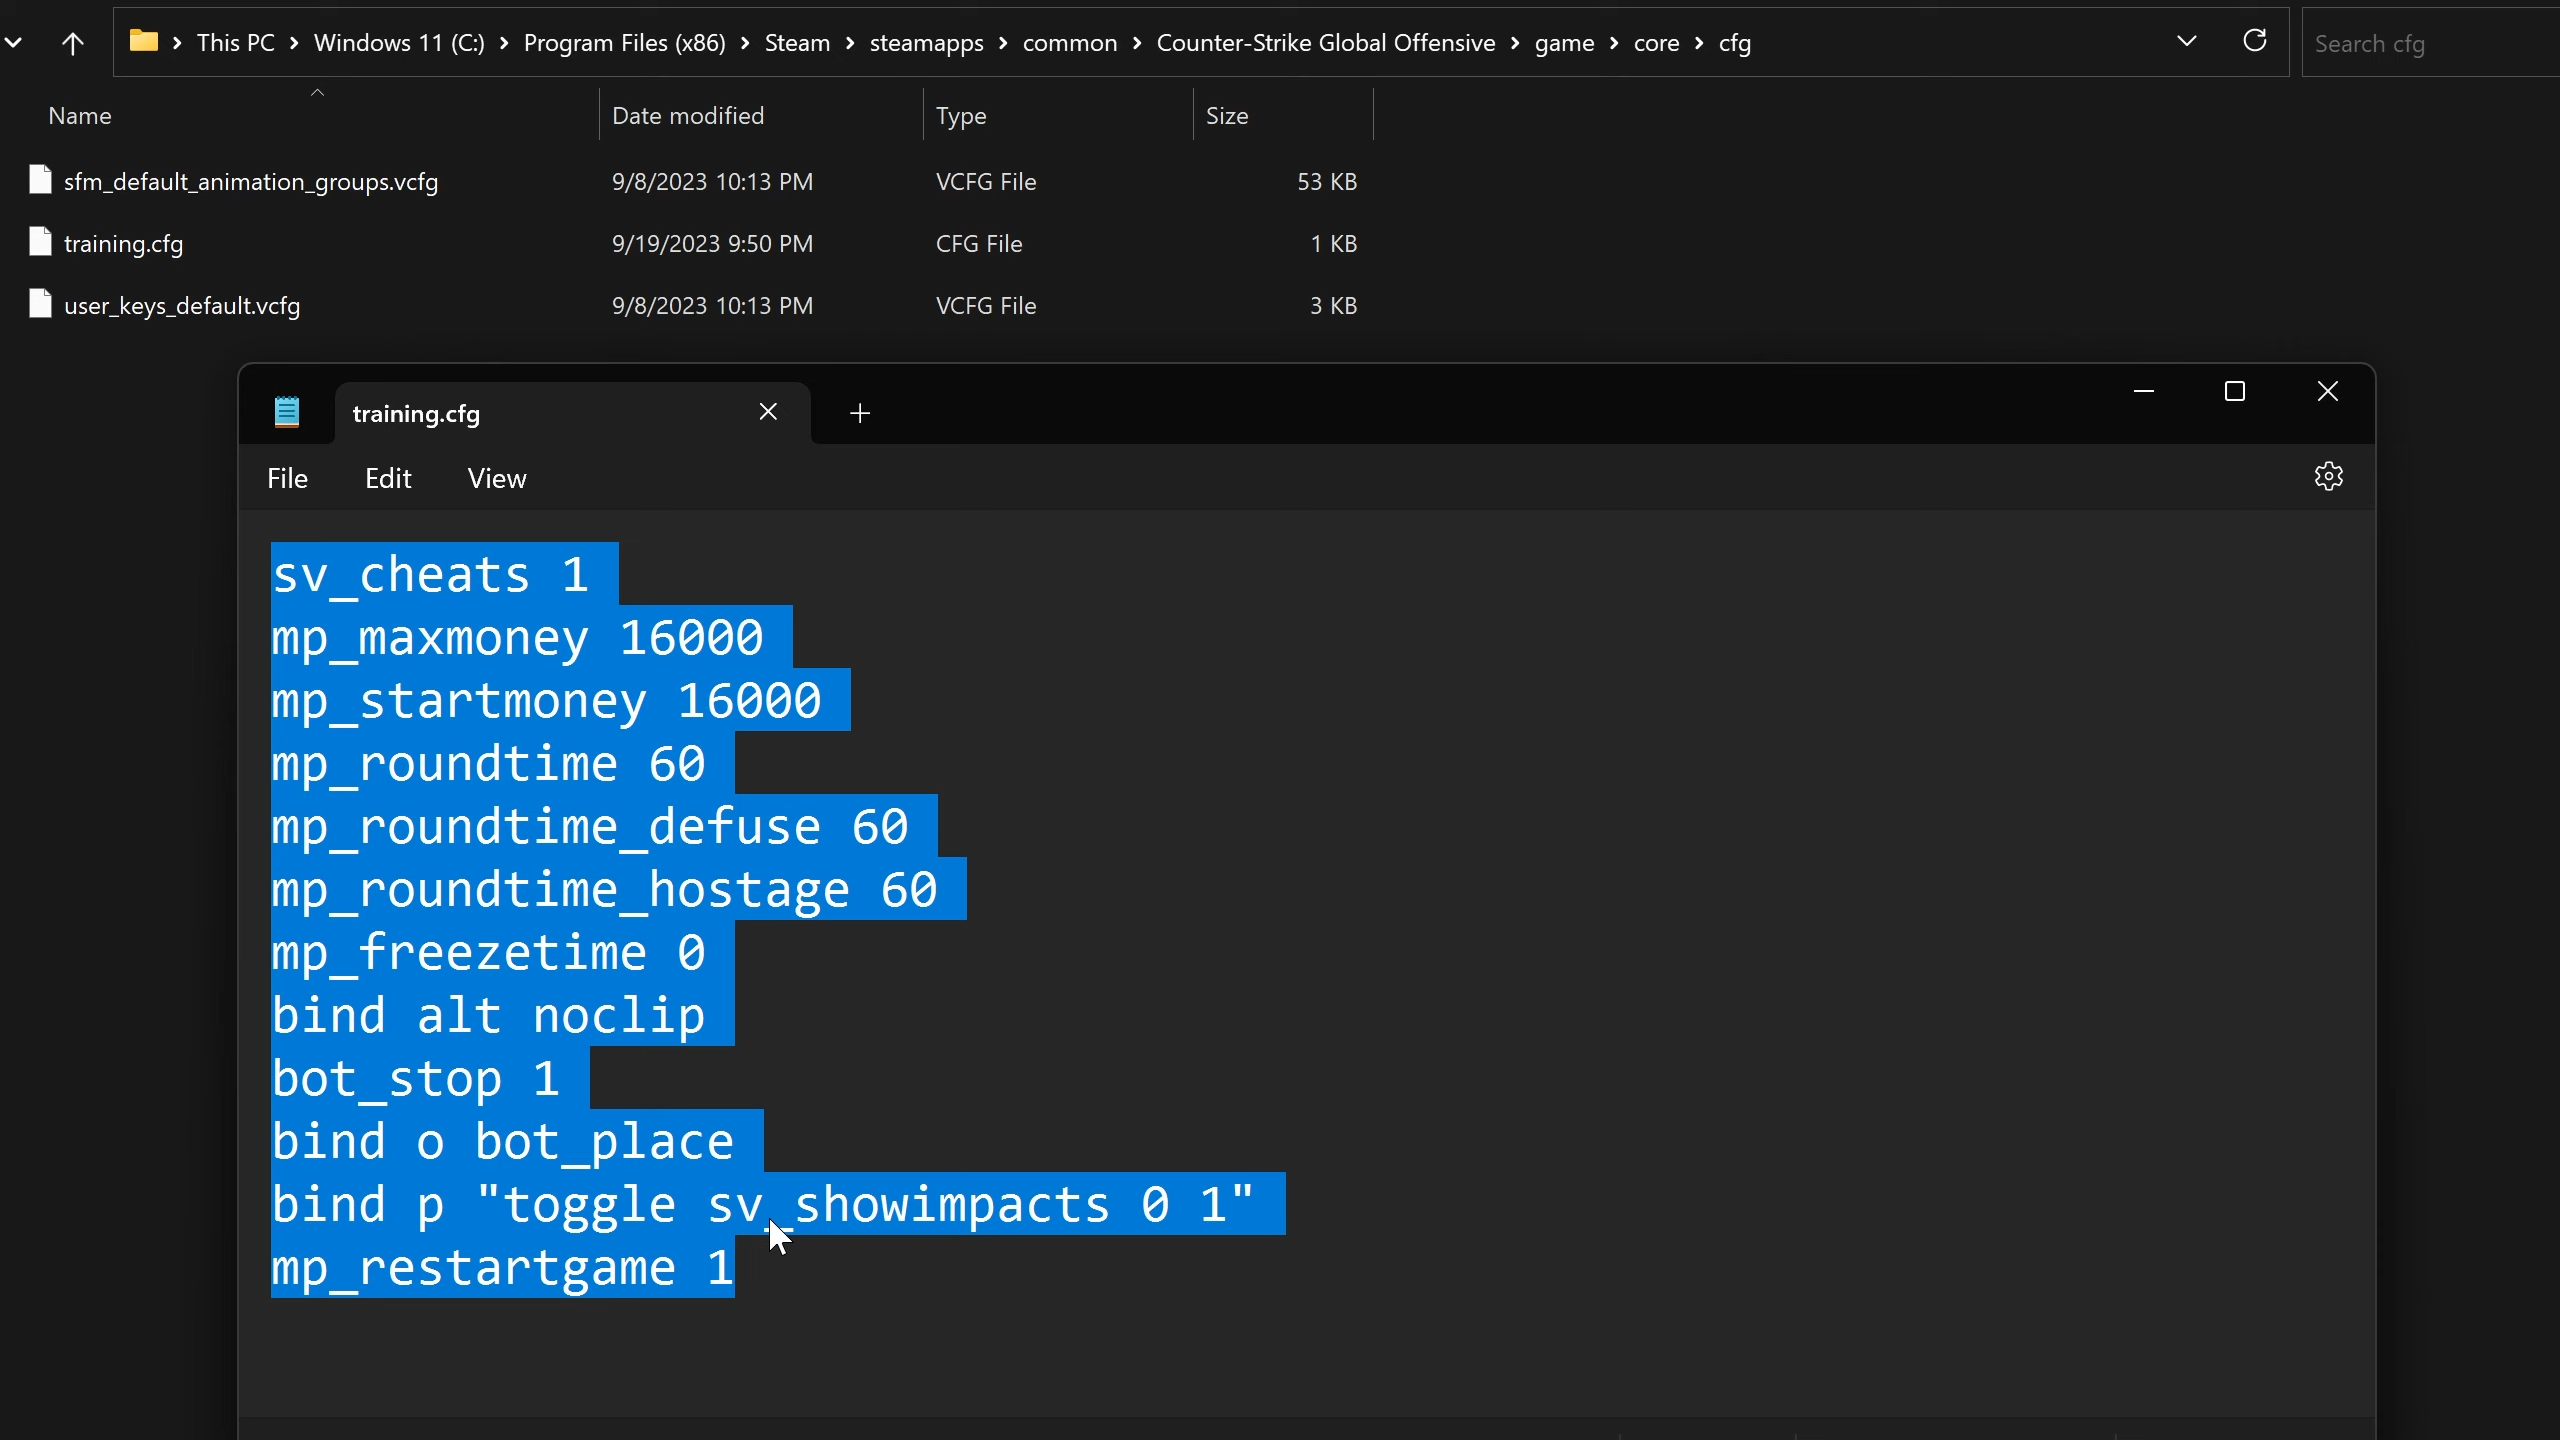 This PC > Windows 11 (C:) > Program Files (x86) > Steam > steamapps > common > Counter-Strike Global Offensive > game > core > cfg
Search cfg
Name Date modified Type Size
sfm_default_animation_groups.vcfg 9/8/2023 10:13 PM VCFG File 53 KB
training.cfg 9/19/2023 9:50 PM CFG File 1 KB
user_keys_default.vcfg 9/8/2023 10:13 PM VCFG File 3 KB
training.cfg
File Edit View
sv_cheats 1
mp_maxmoney 16000
mp_startmoney 16000
mp_roundtime 60
mp_roundtime_defuse 60
mp_roundtime_hostage 60
mp_freezetime 0
bind alt noclip
bot_stop 1
bind o bot_place
bind p "toggle sv_showimpacts 0 1"
mp_restartgame 1